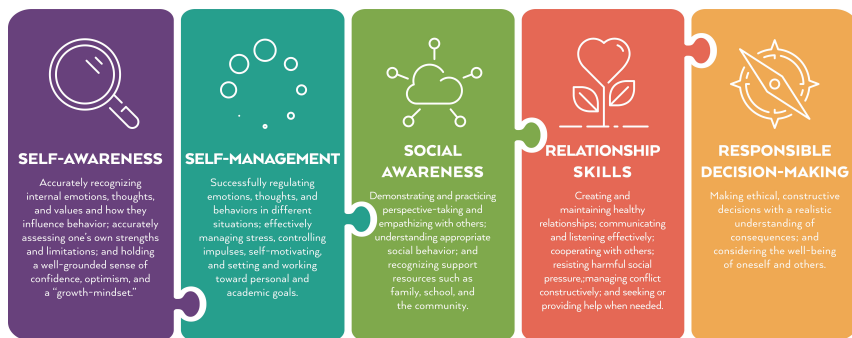 SELF-AWARENESS
Accurately recognizing
internal emotions, thoughts,
and values and how they
influence behavior; accurately
assessing one's own strengths
and limitations; and holding
a well-grounded sense of
confidence, optimism, and
a "growth-mindset."
SELF-MANAGEMENT
Successfully regulating
emotions, thoughts, and
behaviors in different
situations; effectively
managing stress, controlling
impulses, self-motivating,
and setting and working
toward personal and
academic goals.
SOCIAL
AWARENESS
Demonstrating and practicing
perspective-taking and
empathizing with others;
understanding appropriate
social behavior; and
recognizing support
resources such as
family, school, and
the community.
RELATIONSHIP
SKILLS
Creating and
maintaining healthy
relationships; communicating
and listening effectively;
cooperating with others;
resisting harmful social
pressure,;managing conflict
constructively; and seeking or
providing help when needed.
RESPONSIBLE
DECISION-MAKING
Making ethical, constructive
decisions with a realistic
understanding of
consequences; and
considering the well-being
of oneself and others.